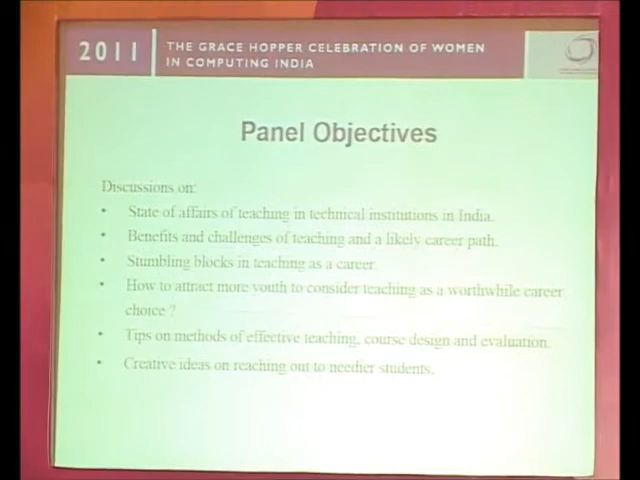 2011
THE GRACE HOPPER CELEBRATION OF WOMEN
IN COMPUTING INDIA
Panel Objectives
Discussions on:
• State of affairs of teaching in technical institutions in India.
• Benefits and challenges of teaching and a likely career path.
• Stumbling blocks in teaching as a career.
• How to attract more youth to consider teaching as a worthwhile career
choice ?
• Tips on methods of effective teaching, course design and evaluation.
• Creative ideas on reaching out to needier students.